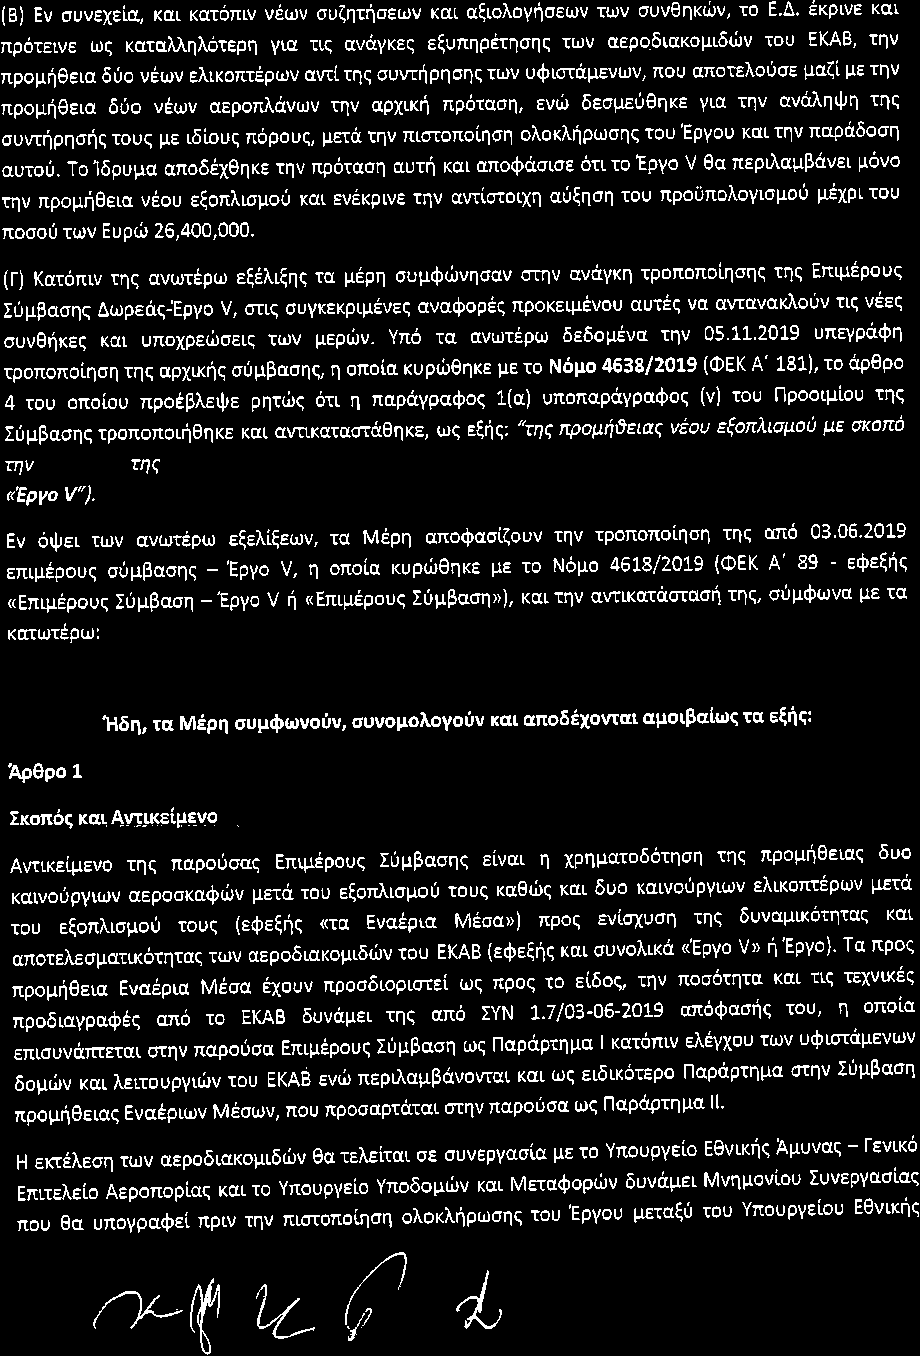 (Β) Εν συνεχεία, και κατόπιν νέων συζητήσεων και αξιολογήσεων των συνθηκών, το Ε.Δ. έκρινε και
πρότεινε ως καταλληλότερη για τις ανάγκες εξυπηρέτησης των αεροδιακομιδών του ΕΚΑΒ, την
προμήθεια δύο νέων ελικοπτέρων αντί της συντήρησης των υφιστάμενων, που αποτελούσε μαζί με την
προμήθεια δύο νέων αεροπλάνων την αρχική πρόταση, ενώ δεσμεύθηκε για την ανάληψη της
συντήρησής τους με ιδίους πόρους, μετά την πιστοποίηση ολοκλήρωσης του Έργου και την παράδοση
αυτού. Το Ίδρυμα αποδέχθηκε την πρόταση αυτή και αποφάσισε ότι το Έργο V θα περιλαμβάνει μόνο
την προμήθεια νέου εξοπλισμού και ενέκρινε την αντίστοιχη αύξηση του προϋπολογισμού μέχρι του
ποσού των Ευρώ 26,400,000.
(Γ) Κατόπιν της ανωτέρω εξέλιξης τα μέρη συμφώνησαν στην ανάγκη τροποποίησης της Επιμέρους
Σύμβασης Δωρεάς-Έργο V, στις συγκεκριμένες αναφορές προκειμένου αυτές να αντανακλούν τις νέες
συνθήκες και υποχρεώσεις των μερών. Υπό τα ανωτέρω δεδομένα την 05.11.2019 υπεγράφη
τροποποίηση της αρχικής σύμβασης, η οποία κυρώθηκε με το Νόμο 4638/2019 (ΦΕΚ Α' 181), το άρθρο
4 του οποίου προέβλεψε ρητώς ότι η παράγραφος 1(α) υποπαράγραφος (v) του Προοιμίου της
Σύμβασης τροποποιήθηκε και αντικαταστάθηκε, ως εξής: "της προμήθειας νέου εξοπλισμού με σκοπό
την της
«Έργο V").
Εν όψει των ανωτέρω εξελίξεων, τα Μέρη αποφασίζουν την τροποποίηση της από 03.06.2019
επιμέρους σύμβασης – Έργο V, η οποία κυρώθηκε με το Νόμο 4618/2019 (ΦΕΚ Α' 89 - εφεξής
«Επιμέρους Σύμβαση – Έργο V ή «Επιμέρους Σύμβαση»), και την αντικατάστασή της, σύμφωνα με τα
κατωτέρω:
Ήδη, τα Μέρη συμφωνούν, συνομολογούν και αποδέχονται αμοιβαίως τα εξής:
Άρθρο 1
Σκοπός και Αντικείμενο
Αντικείμενο της παρούσας Επιμέρους Σύμβασης είναι η χρηματοδότηση της προμήθειας δυο
καινούργιων αεροσκαφών μετά του εξοπλισμού τους καθώς και δυο καινούργιων ελικοπτέρων μετά
του εξοπλισμού τους (εφεξής «τα Εναέρια Μέσα») προς ενίσχυση της δυναμικότητας και
αποτελεσματικότητας των αεροδιακομιδών του ΕΚΑΒ (εφεξής και συνολικά «Έργο V» ή Έργο). Τα προς
προμήθεια Εναέρια Μέσα έχουν προσδιοριστεί ως προς το είδος, την ποσότητα και τις τεχνικές
προδιαγραφές από το ΕΚΑΒ δυνάμει της από ΣΥΝ 1.7/03-06-2019 απόφασής του, η οποία
επισυνάπτεται στην παρούσα Επιμέρους Σύμβαση ως Παράρτημα Ι κατόπιν ελέγχου των υφιστάμενων
δομών και λειτουργιών του ΕΚΑΒ ενώ περιλαμβάνονται και ως ειδικότερο Παράρτημα στην Σύμβαση
προμήθειας Εναέριων Μέσων, που προσαρτάται στην παρούσα ως Παράρτημα ΙΙ.
Η εκτέλεση των αεροδιακομιδών θα τελείται σε συνεργασία με το Υπουργείο Εθνικής Άμυνας – Γενικό
Επιτελείο Αεροπορίας και το Υπουργείο Υποδομών και Μεταφορών δυνάμει Μνημονίου Συνεργασίας
που θα υπογραφεί πριν την πιστοποίηση ολοκλήρωσης του Έργου μεταξύ του Υπουργείου Εθνικής